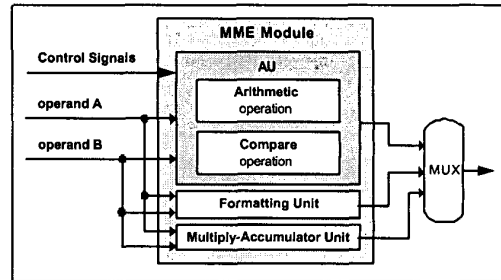 MME Module
Control Signals
AU
Arithmetic
operation
operand A
operand B
Compare
operation
MUX
Formatting Unit
Multiply-Accumulator Unit